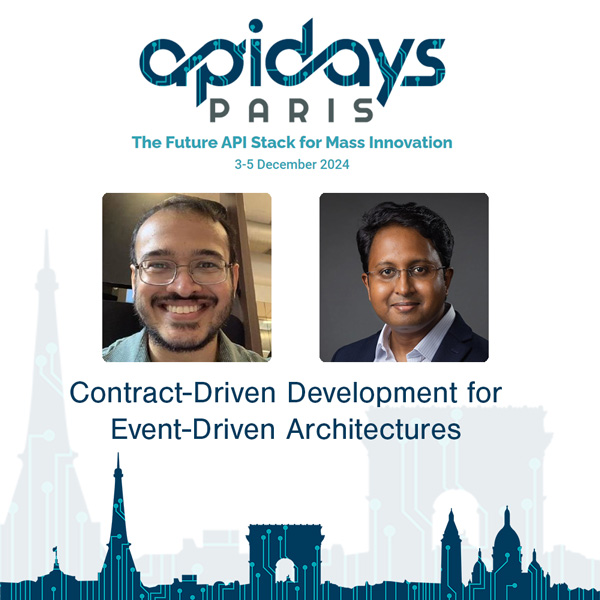 apidays
PARIS
The Future API Stack for Mass Innovation
3-5 December 2024
Contract-Driven Development for
Event-Driven Architectures